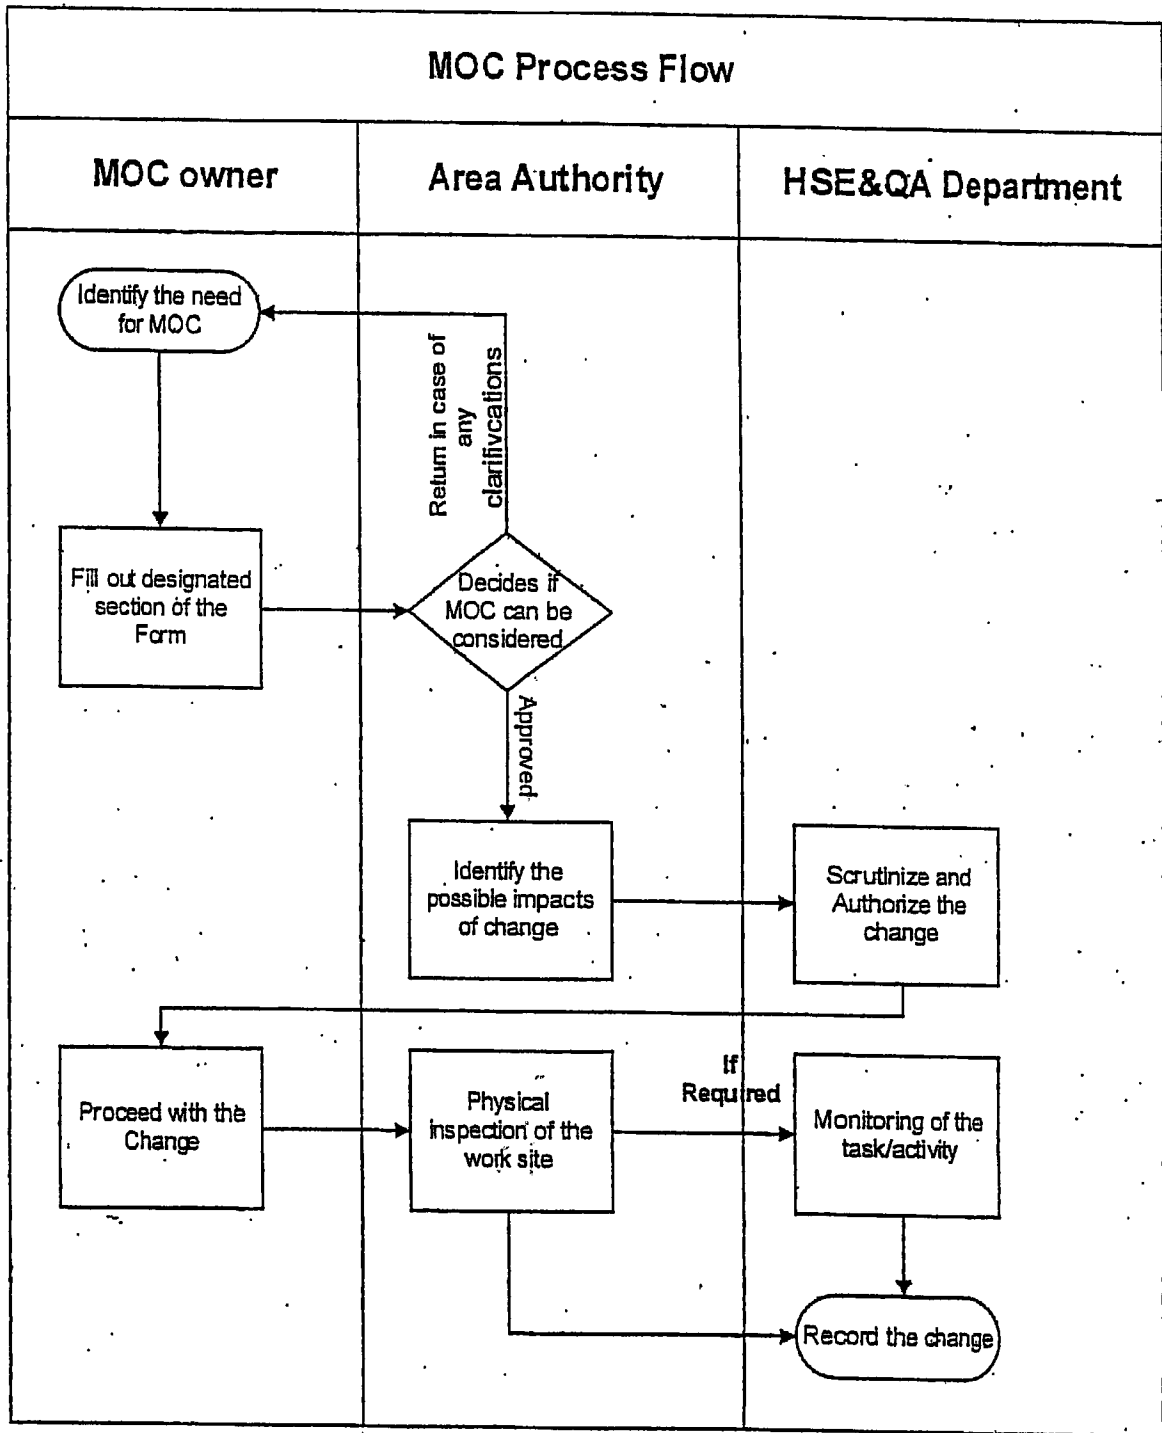 MOC Process Flow
MOC owner
Area Authority
HSE&QA Department
Identify the need
for MOC
Return in case of
any
clarifivcations
Fill out designated
section of the
Form
Decides if
MOC can be
considered
Approved
Identify the
possible impacts
of change
Scrutinize and
Authorize the
change
Proceed with the
Change
Physical
inspection of the
work site
If
Required
Monitoring of the
task/activity
Record the change